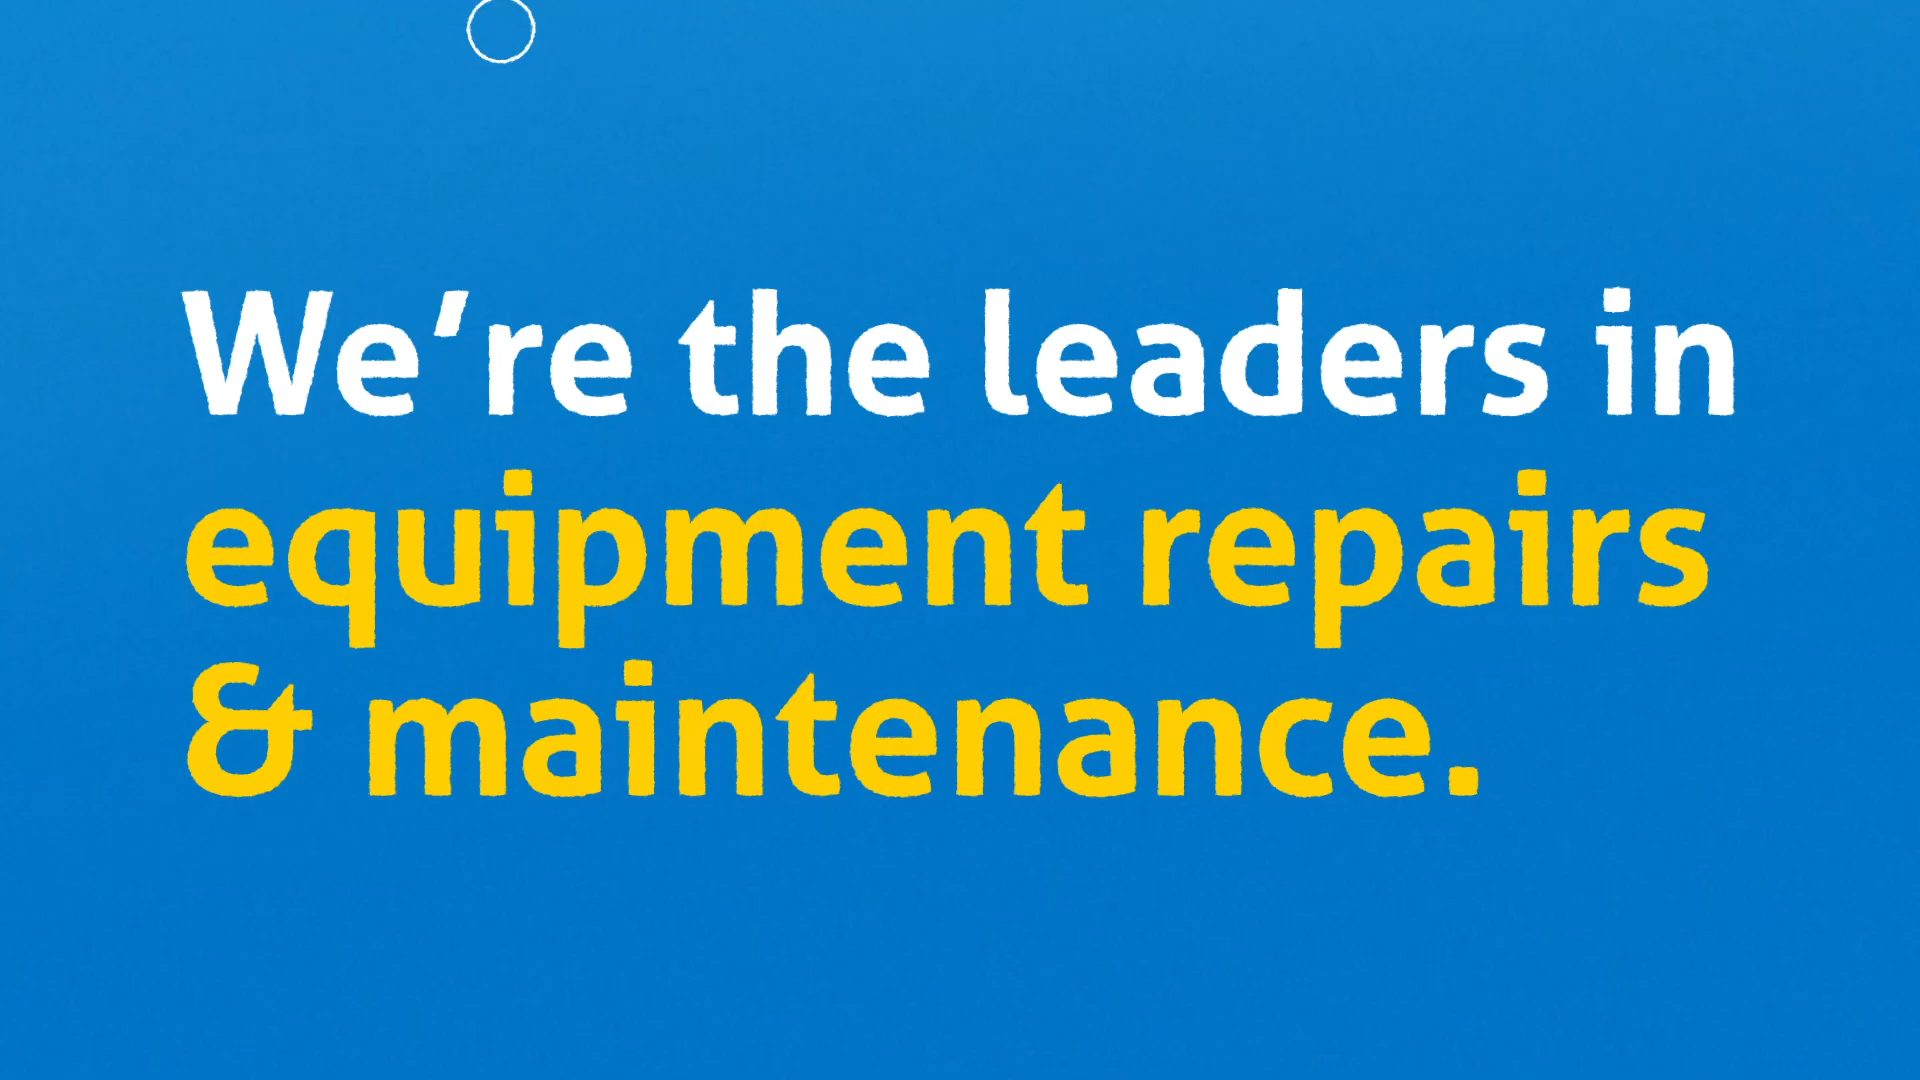 We’re the leaders in
equipment repairs
& maintenance.